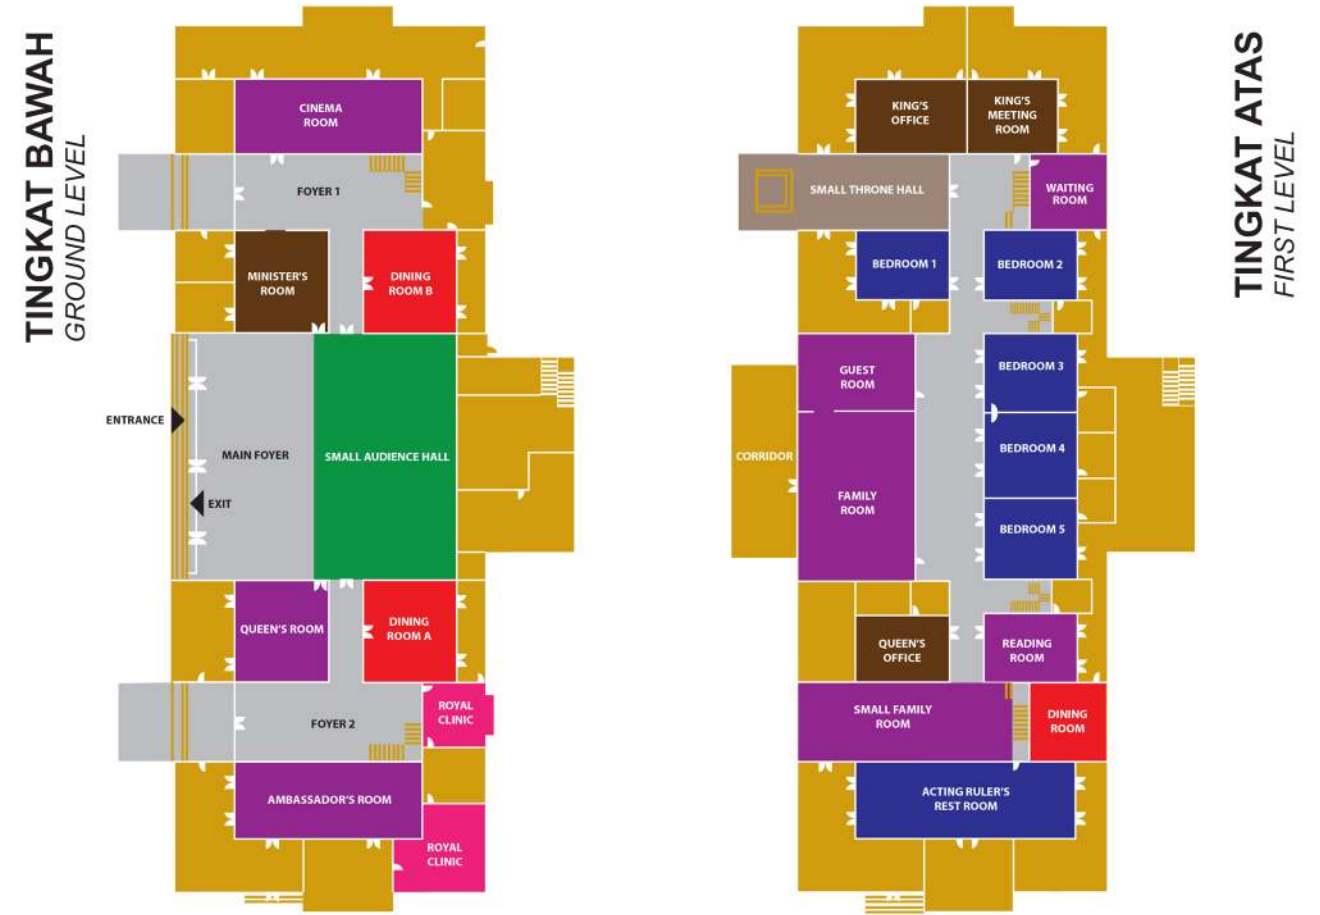 TINGKAT BAWAH
GROUND LEVEL
CINEMA
ROOM
FOYER 1
MINISTER'S
ROOM
DINING
ROOM B
ENTRANCE
MAIN FOYER
SMALL AUDIENCE HALL
EXIT
QUEEN'S ROOM
DINING
ROOM A
FOYER 2
ROYAL
CLINIC
AMBASSADOR'S ROOM
ROYAL
CLINIC
TINGKAT ATAS
FIRST LEVEL
KING'S
OFFICE
KING'S
MEETING
ROOM
SMALL THRONE HALL
WAITING
ROOM
BEDROOM 1
BEDROOM 2
GUEST
ROOM
BEDROOM 3
CORRIDOR
FAMILY
ROOM
BEDROOM 4
BEDROOM 5
QUEEN'S
OFFICE
READING
ROOM
SMALL FAMILY
ROOM
DINING
ROOM
ACTING RULER'S
REST ROOM